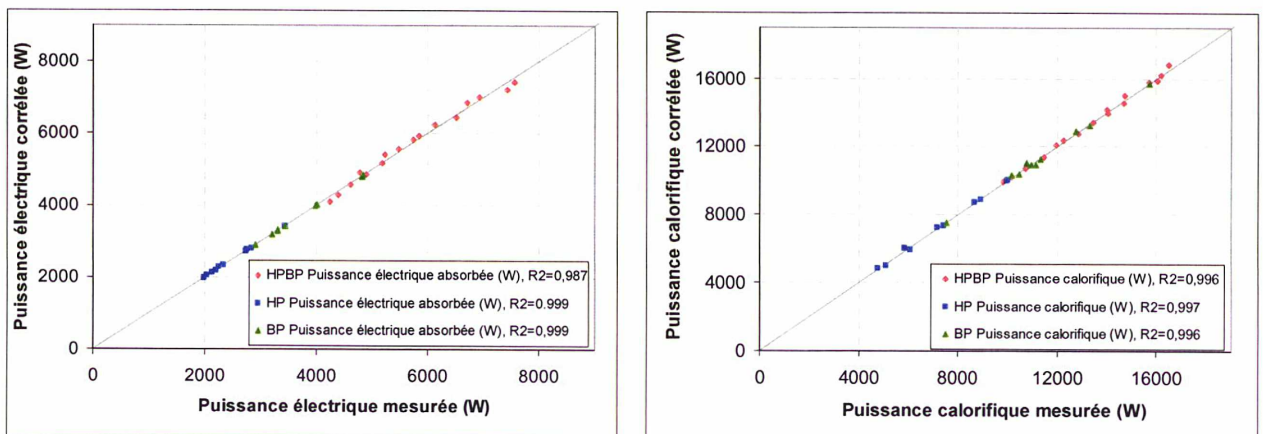 Puissance électrique corrélée (W)
8000
6000
4000
2000
0
HPBP Puissance électrique absorbée (W), R2=0,987
HP Puissance électrique absorbée (W), R2=0.999
BP Puissance électrique absorbée (W), R2=0,999
0 2000 4000 6000 8000
Puissance électrique mesurée (W)
Puissance calorifique corrélée (W)
16000
12000
8000
4000
0
HPBP Puissance calorifique (W), R2=0,996
HP Puissance calorifique (W), R2=0,997
BP Puissance calorifique (W), R2=0,996
0 4000 8000 12000 16000
Puissance calorifique mesurée (W)